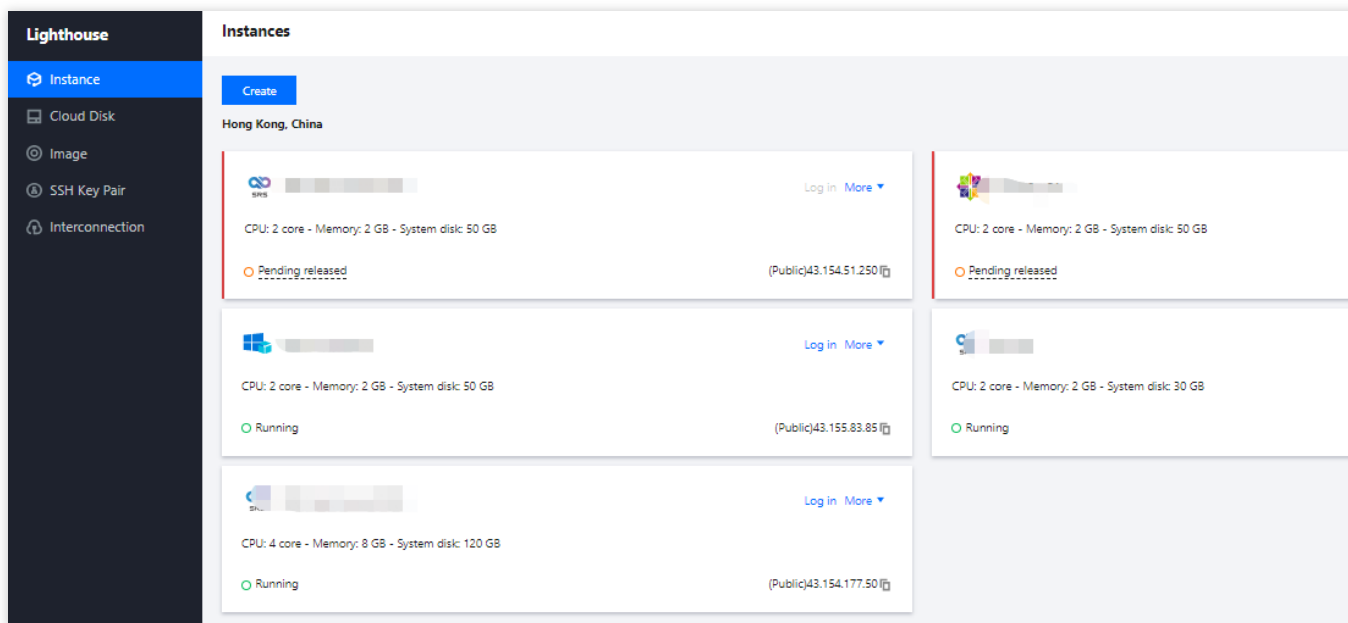 Lighthouse
Instances
Instance
Cloud Disk
Image
SSH Key Pair
Interconnection
Create
Hong Kong, China
SRS
Log in More
CPU: 2 core - Memory: 2 GB - System disk: 50 GB
Pending released
(Public)43.154.51.250
CPU: 2 core - Memory: 2 GB - System disk: 50 GB
Pending released
Log in More
CPU: 2 core - Memory: 2 GB - System disk: 50 GB
Running
(Public)43.155.83.85
CPU: 2 core - Memory: 2 GB - System disk: 30 GB
Running
Log in More
CPU: 4 core - Memory: 8 GB - System disk: 120 GB
Running
(Public)43.154.177.50